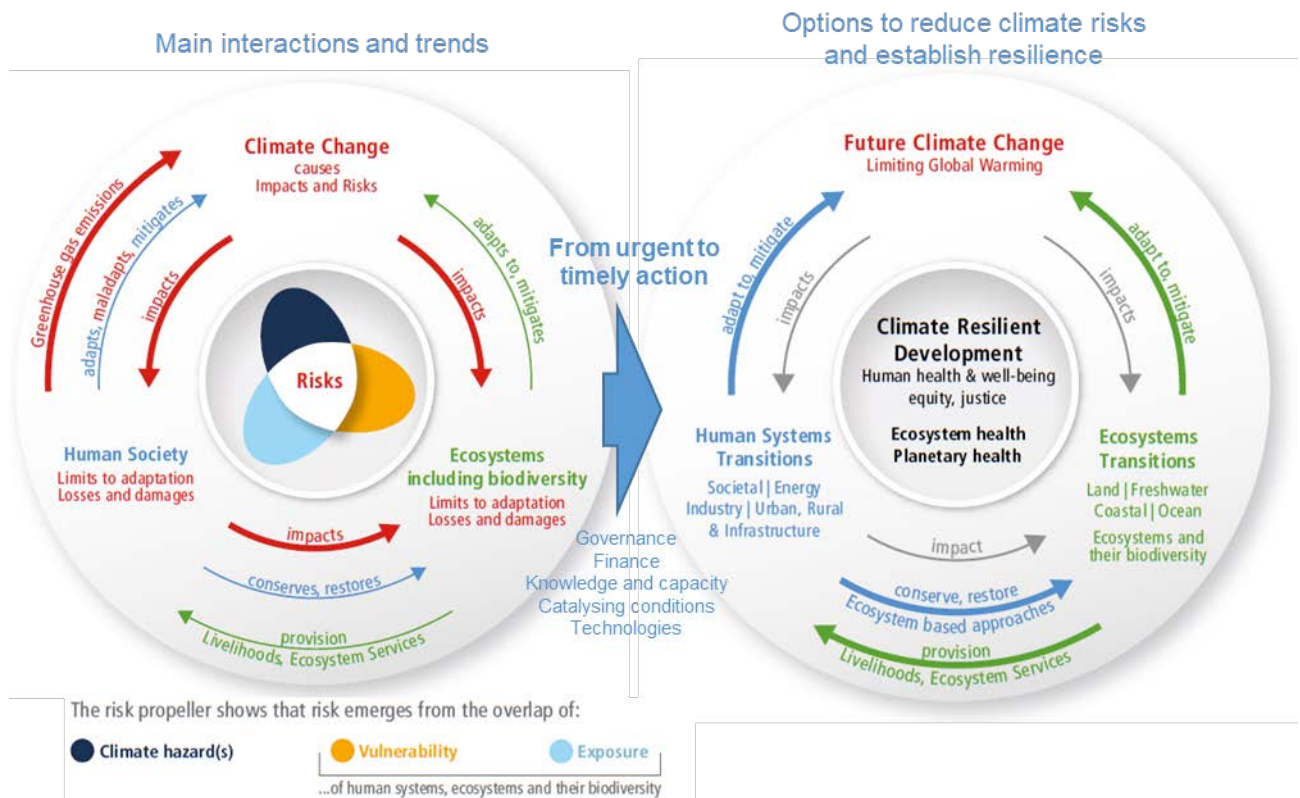 Main interactions and trends
Options to reduce climate risks
and establish resilience
Climate Change
causes
Impacts and Risks
Greenhouse gas emissions
adapts, maladapts, mitigates
impacts
impacts
adapts to, mitigates
Risks
Human Society
Limits to adaptation
Losses and damages
Ecosystems
including biodiversity
Limits to adaptation
Losses and damages
impacts
conserves, restores
provision
Livelihoods, Ecosystem Services
From urgent to
timely action
Governance
Finance
Knowledge and capacity
Catalysing conditions
Technologies
Future Climate Change
Limiting Global Warming
adapt to, mitigate
impacts
impacts
adapt to, mitigate
Climate Resilient
Development
Human health & well-being
equity, justice
Ecosystem health
Planetary health
Human Systems
Transitions
Societal | Energy
Industry | Urban, Rural
& Infrastructure
Ecosystems
Transitions
Land | Freshwater
Coastal | Ocean
Ecosystems and
their biodiversity
impact
conserve, restore
Ecosystem based approaches
provision
Livelihoods, Ecosystem Services
The risk propeller shows that risk emerges from the overlap of:
Climate hazard(s)
Vulnerability
Exposure
...of human systems, ecosystems and their biodiversity